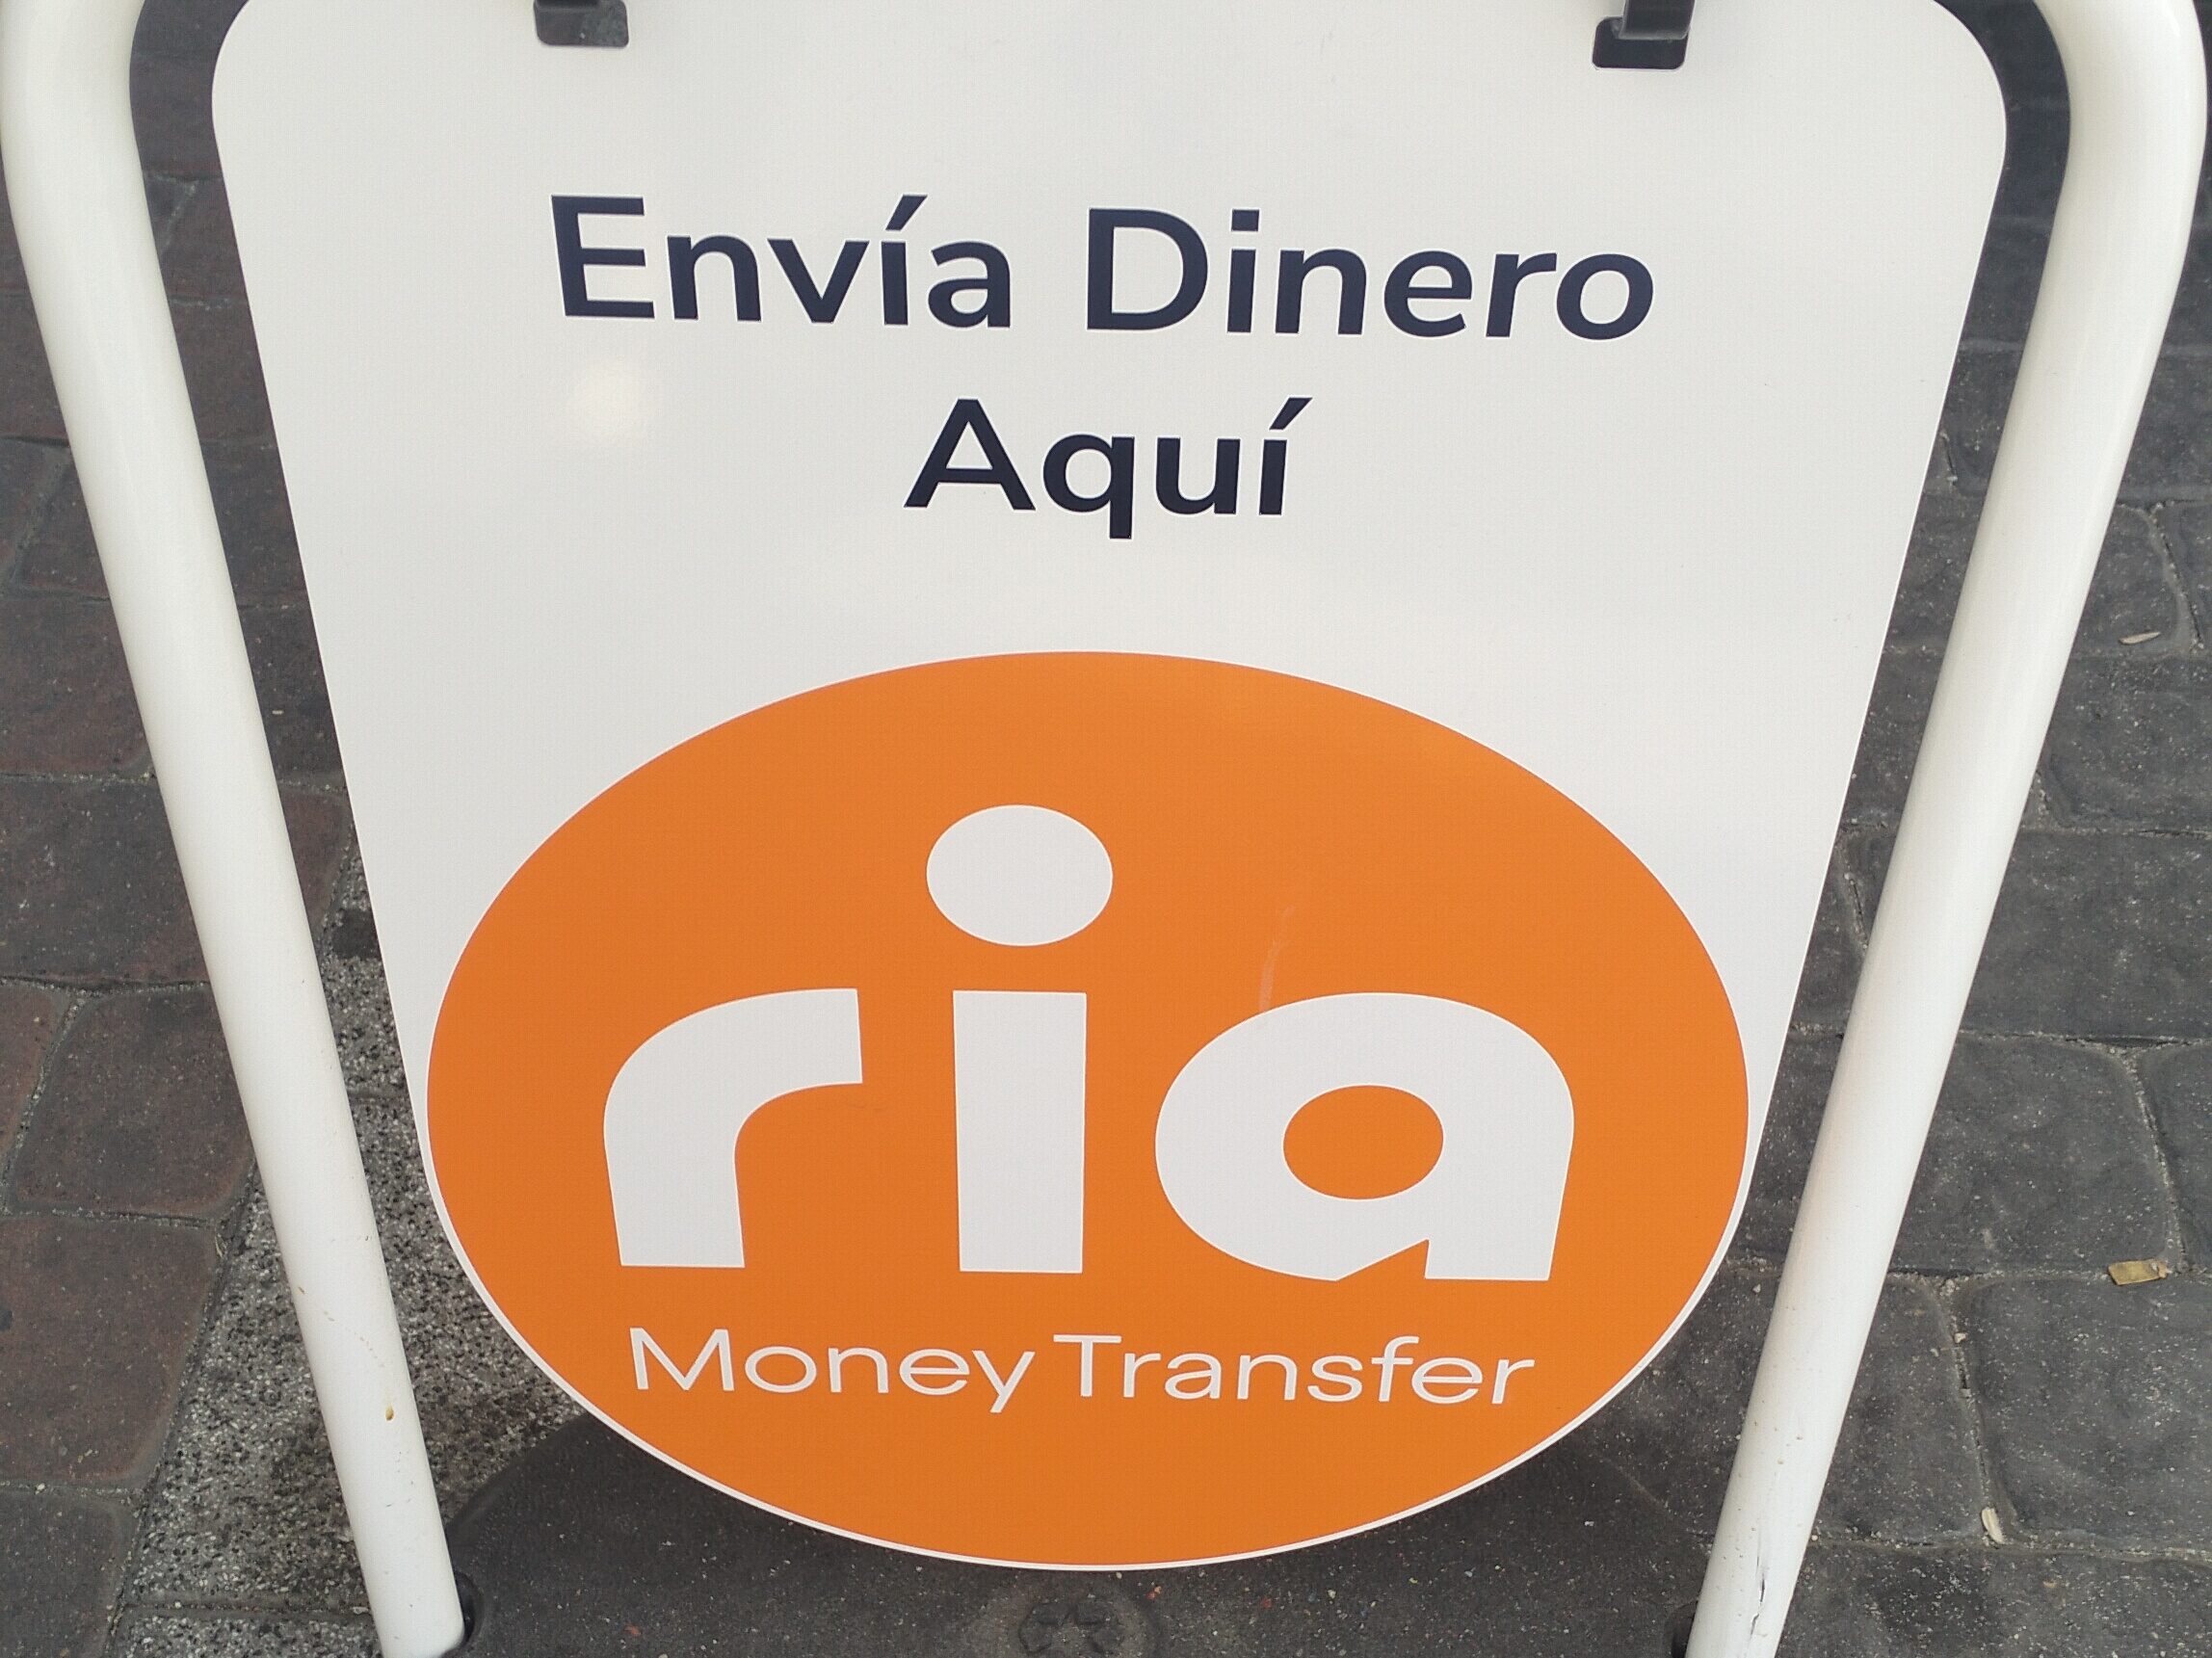 Envía Dinero
Aquí
ria
Money Transfer